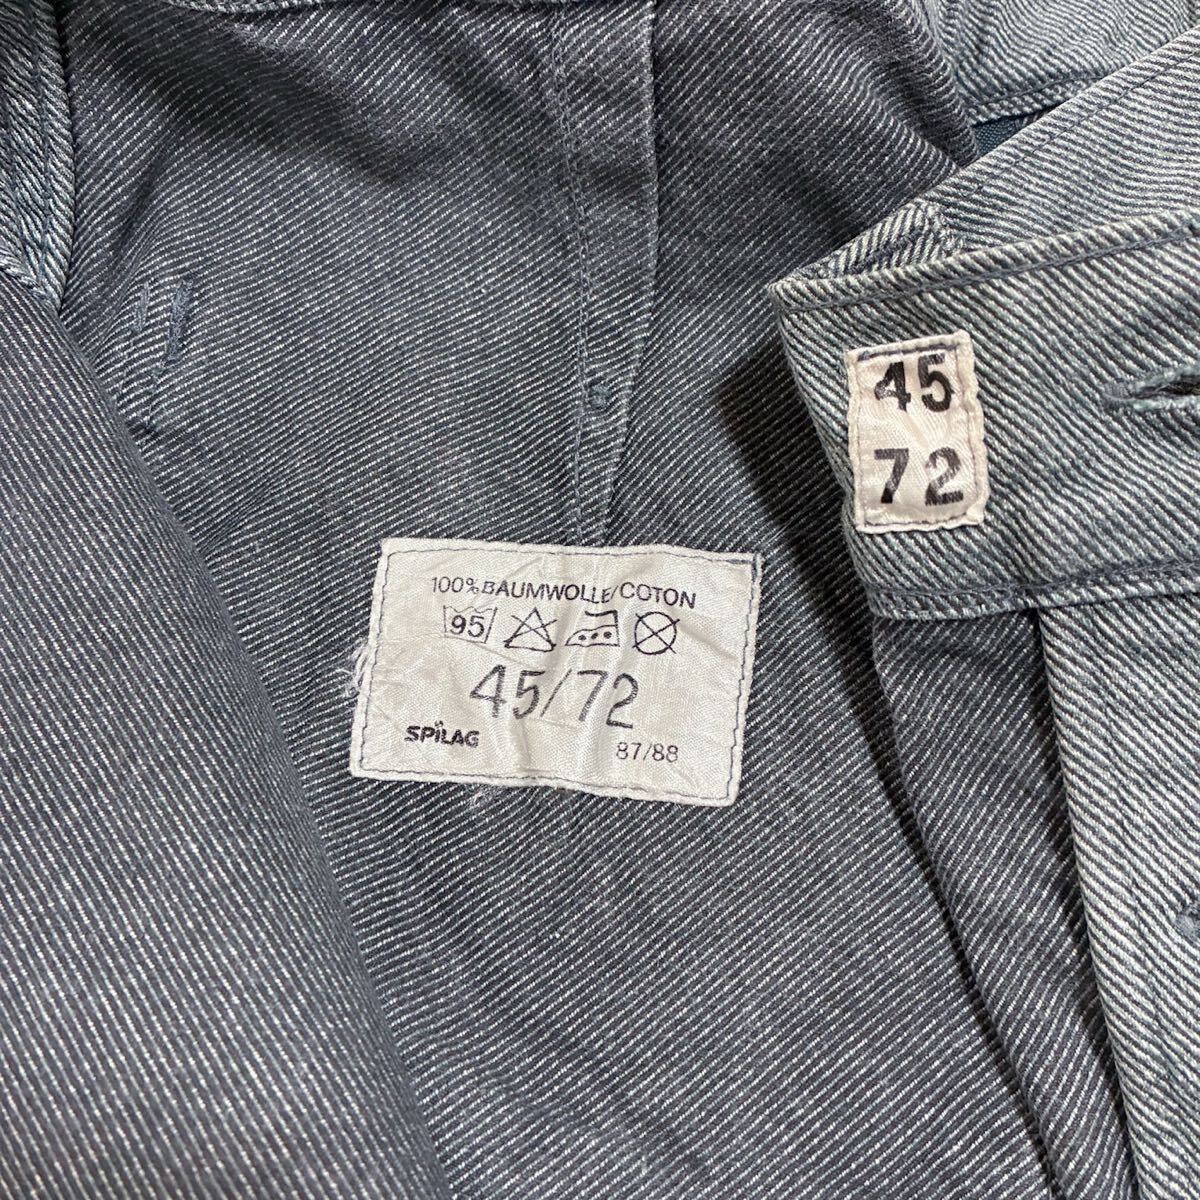 45
72
100% BAUMWOLLE/COTON
95
45/72
SPILAG
87/88